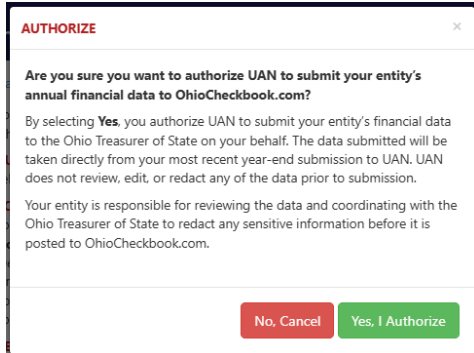 AUTHORIZE
×
Are you sure you want to authorize UAN to submit your entity's
annual financial data to OhioCheckbook.com?
By selecting Yes, you authorize UAN to submit your entity's financial data
to the Ohio Treasurer of State on your behalf. The data submitted will be
taken directly from your most recent year-end submission to UAN. UAN
does not review, edit, or redact any of the data prior to submission.
Your entity is responsible for reviewing the data and coordinating with the
Ohio Treasurer of State to redact any sensitive information before it is
posted to OhioCheckbook.com.
No, Cancel
Yes, I Authorize